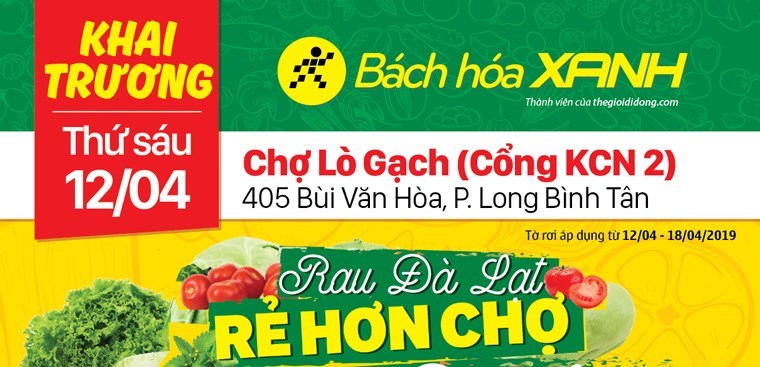 KHAI
TRƯƠNG
Thứ sáu
12/04
Bách hóa XANH
Thành viên của thegioididong.com
Chợ Lò Gạch (Cổng KCN 2)
405 Bùi Văn Hòa, P. Long Bình Tân
Tờ rơi áp dụng từ 12/04 - 18/04/2019
Rau Đà Lạt
RẺ HƠN CHỢ